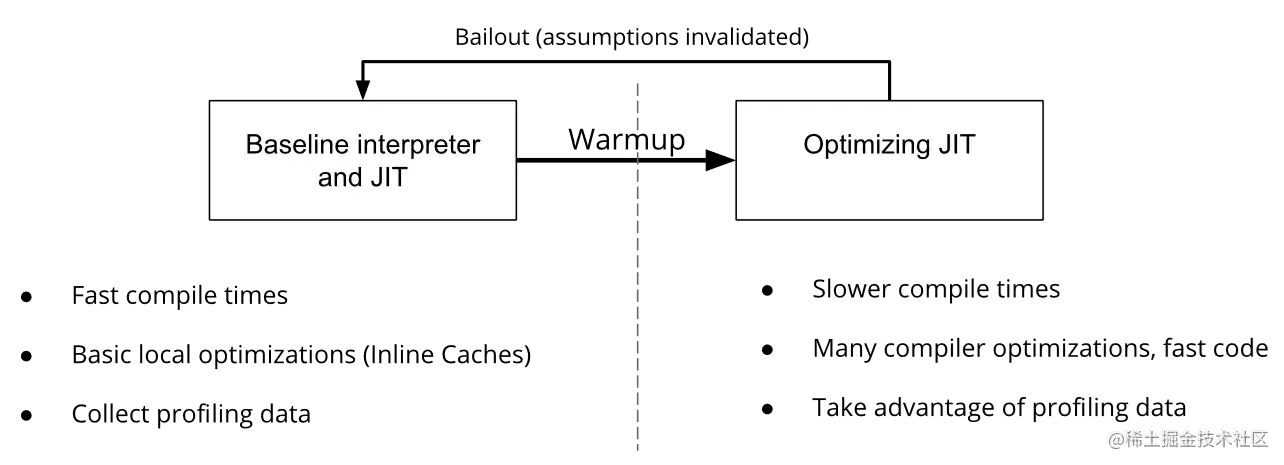 Bailout (assumptions invalidated)
Baseline interpreter
and JIT
Warmup
Optimizing JIT
● Fast compile times
● Basic local optimizations (Inline Caches)
● Collect profiling data
● Slower compile times
● Many compiler optimizations, fast code
● Take advantage of profiling data
@稀土掘金技术社区